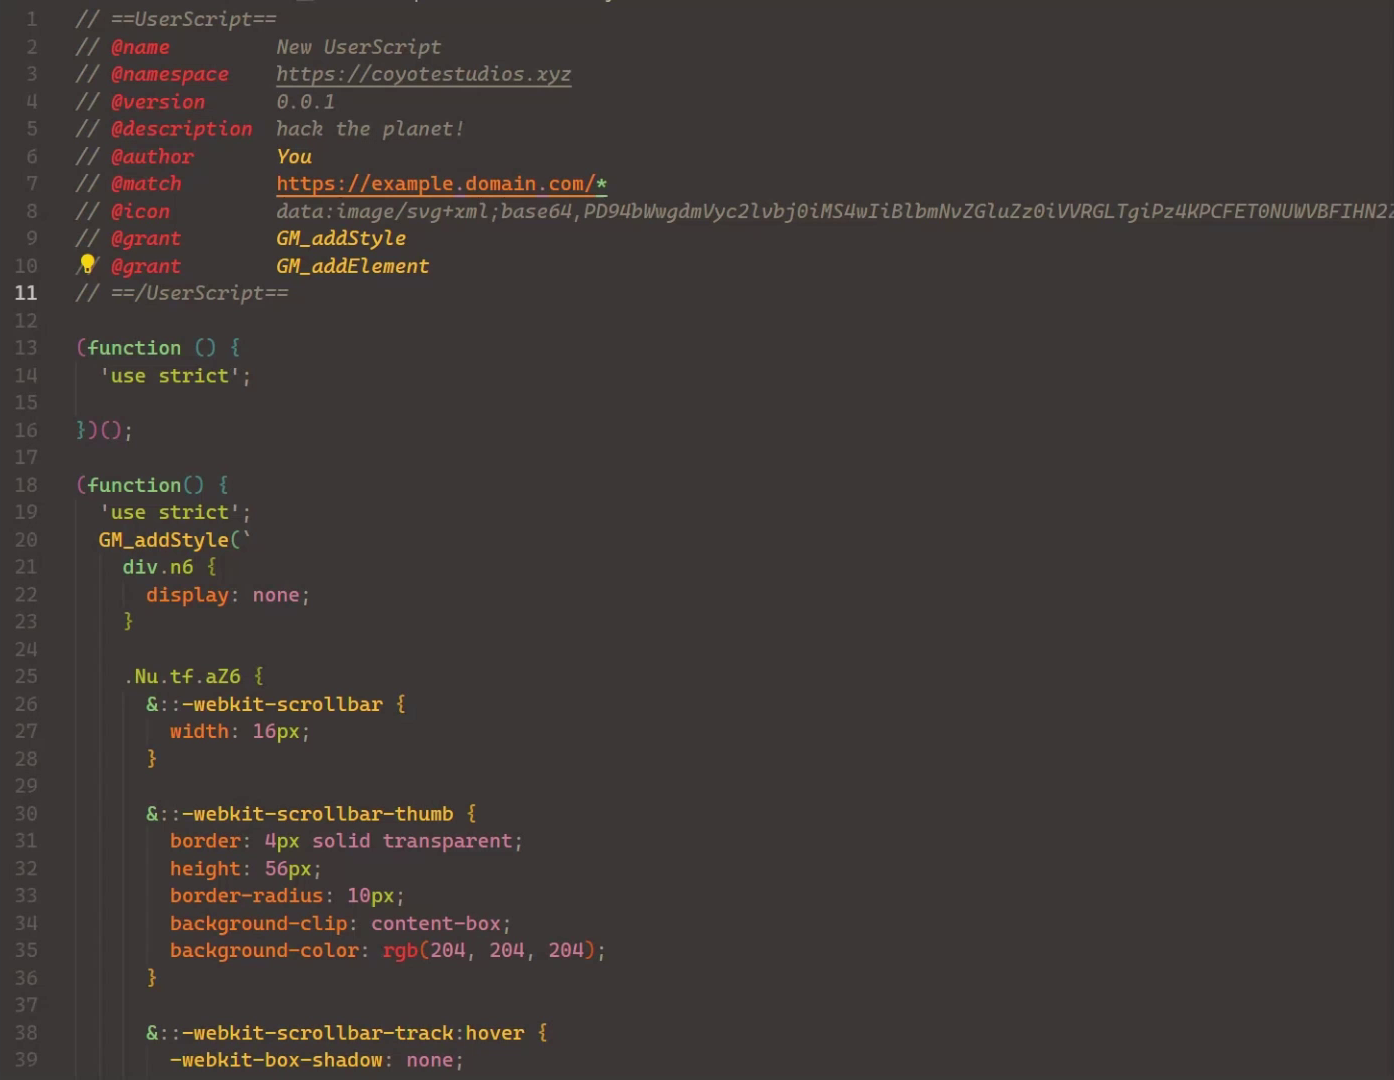 1 // ==UserScript==
2 // @name New UserScript
3 // @namespace https://coyotestudios.xyz
4 // @version 0.0.1
5 // @description hack the planet!
6 // @author You
7 // @match https://example.domain.com/*
8 // @icon data:image/svg+xml;base64,PD94bWwgdmVyc2lvbj0iMS4wIiBlbmNvZGluZz0iVVRGLTgiPz4KPCFET0NUWVBFIHN2Z
9 // @grant GM_addStyle
10 // @grant GM_addElement
11 // ==/UserScript==
12
13 (function () {
14 'use strict';
15
16 })();
17
18 (function() {
19 'use strict';
20 GM_addStyle(`
21 div.n6 {
22 display: none;
23 }
24
25 .Nu.tf.aZ6 {
26 &::-webkit-scrollbar {
27 width: 16px;
28 }
29
30 &::-webkit-scrollbar-thumb {
31 border: 4px solid transparent;
32 height: 56px;
33 border-radius: 10px;
34 background-clip: content-box;
35 background-color: rgb(204, 204, 204);
36 }
37
38 &::-webkit-scrollbar-track:hover {
39 -webkit-box-shadow: none;